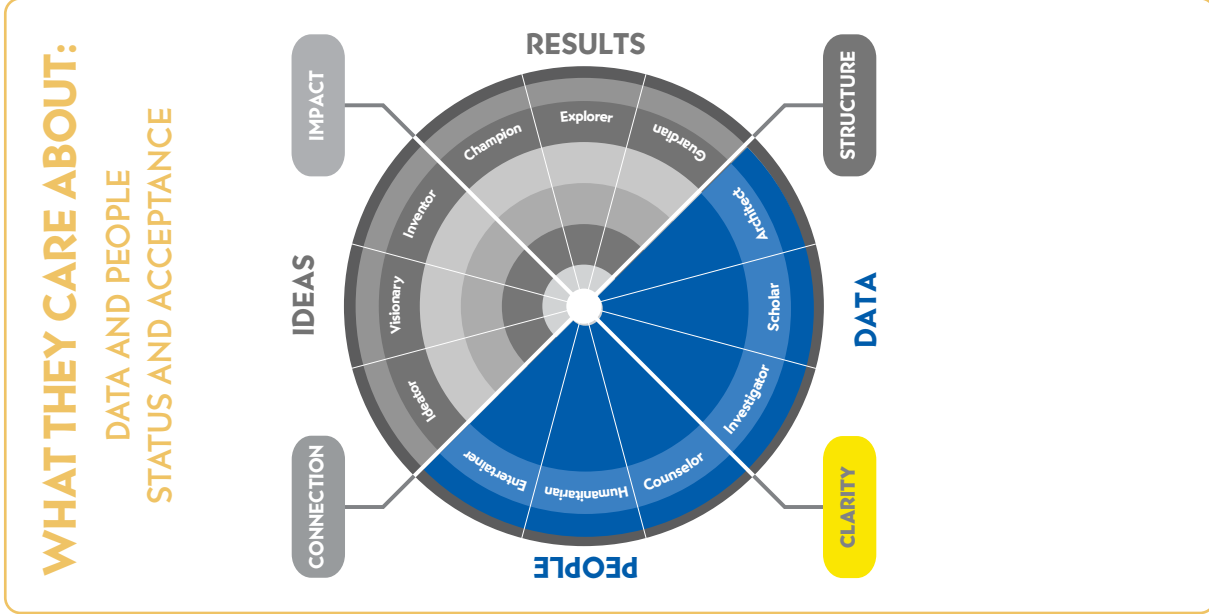 WHAT THEY CARE ABOUT:
DATA AND PEOPLE
STATUS AND ACCEPTANCE
IMPACT
RESULTS
STRUCTURE
Champion
Explorer
Guardian
Inventor
Architect
IDEAS
Visionary
Scholar
DATA
Ideator
Investigator
Entertainer
Humanitarian
Counselor
CONNECTION
PEOPLE
CLARITY